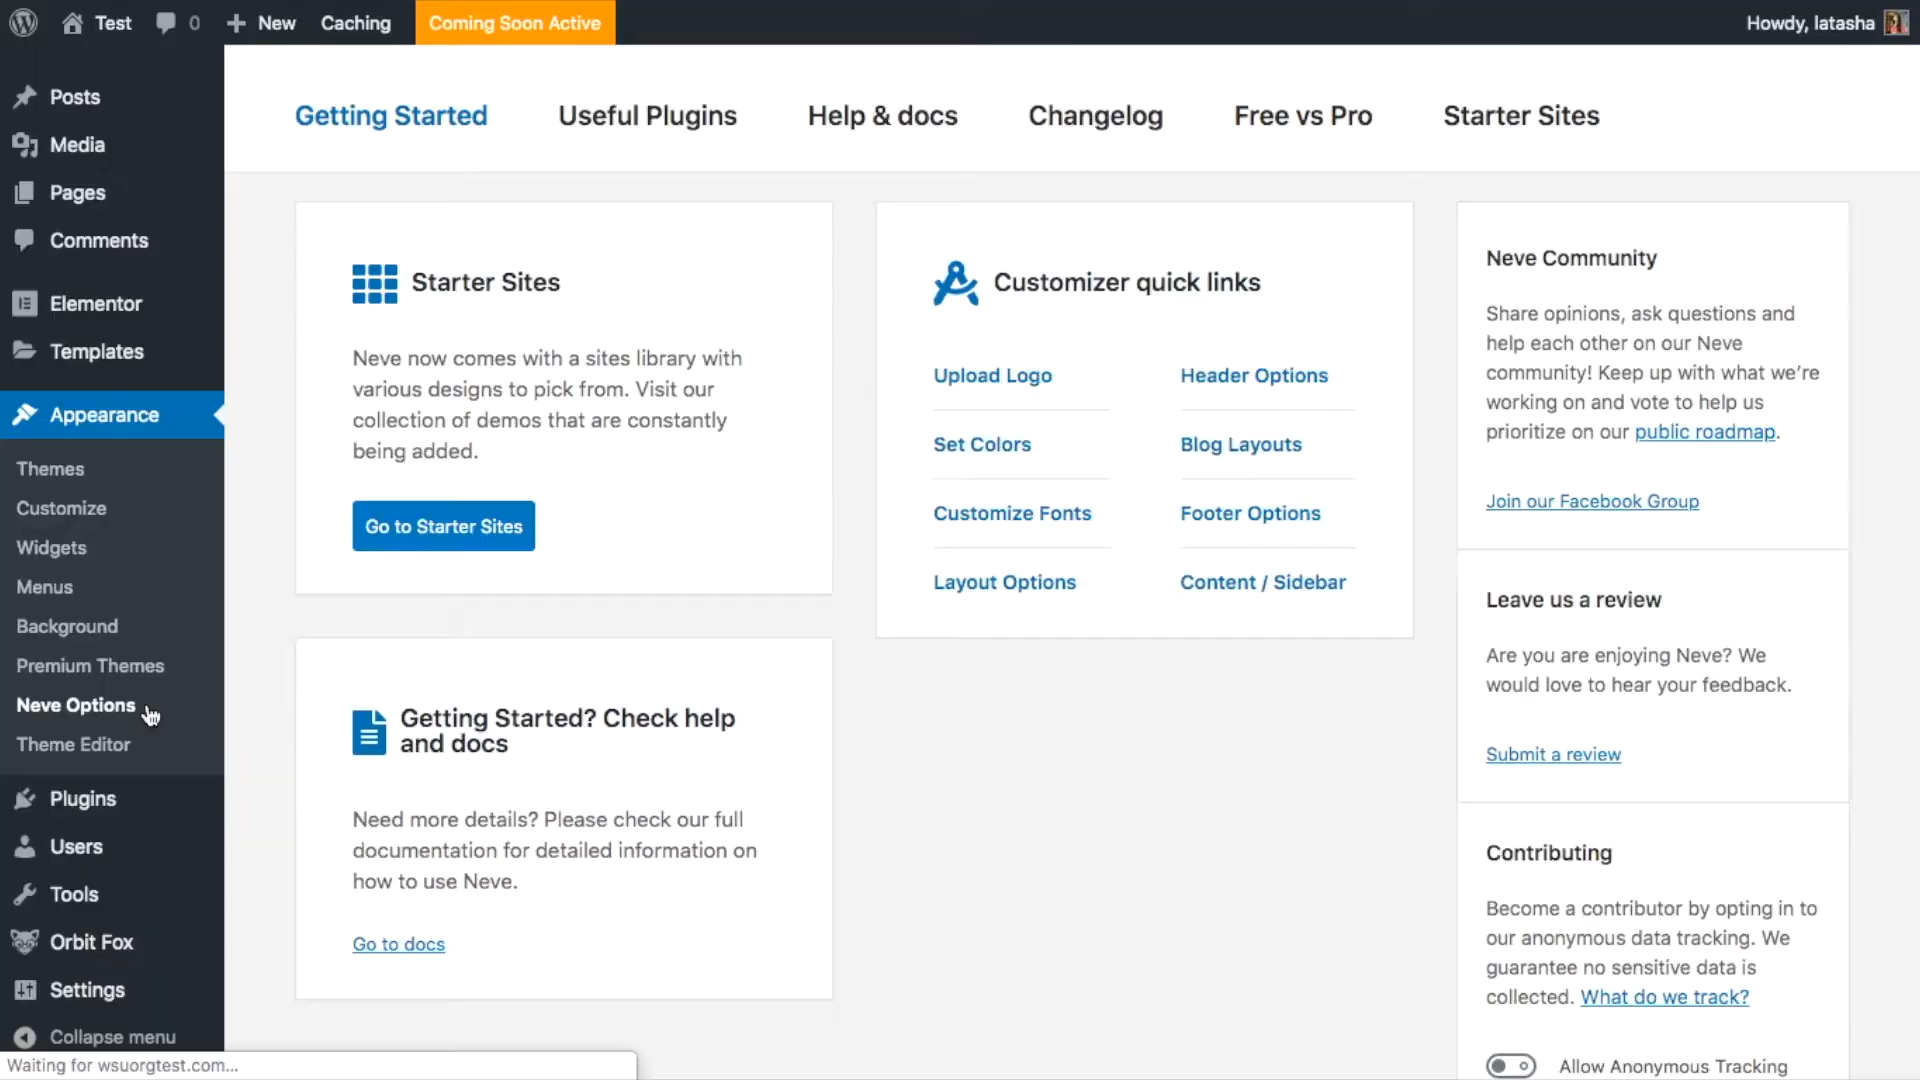 Test
0
New
Caching
Coming Soon Active
Howdy, latasha
Posts
Media
Pages
Comments
Elementor
Templates
Appearance
Themes
Customize
Widgets
Menus
Background
Premium Themes
Neve Options
Theme Editor
Plugins
Users
Tools
Orbit Fox
Settings
Collapse menu
Waiting for wsuorgtest.com...
Getting Started
Useful Plugins
Help & docs
Changelog
Free vs Pro
Starter Sites
Starter Sites
Neve now comes with a sites library with
various designs to pick from. Visit our
collection of demos that are constantly
being added.
Go to Starter Sites
Getting Started? Check help
and docs
Need more details? Please check our full
documentation for detailed information on
how to use Neve.
Go to docs
Customizer quick links
Upload Logo
Header Options
Set Colors
Blog Layouts
Customize Fonts
Footer Options
Layout Options
Content / Sidebar
Neve Community
Share opinions, ask questions and
help each other on our Neve
community! Keep up with what we're
working on and vote to help us
prioritize on our public roadmap.
Join our Facebook Group
Leave us a review
Are you are enjoying Neve? We
would love to hear your feedback.
Submit a review
Contributing
Become a contributor by opting in to
our anonymous data tracking. We
guarantee no sensitive data is
collected. What do we track?
Allow Anonymous Tracking